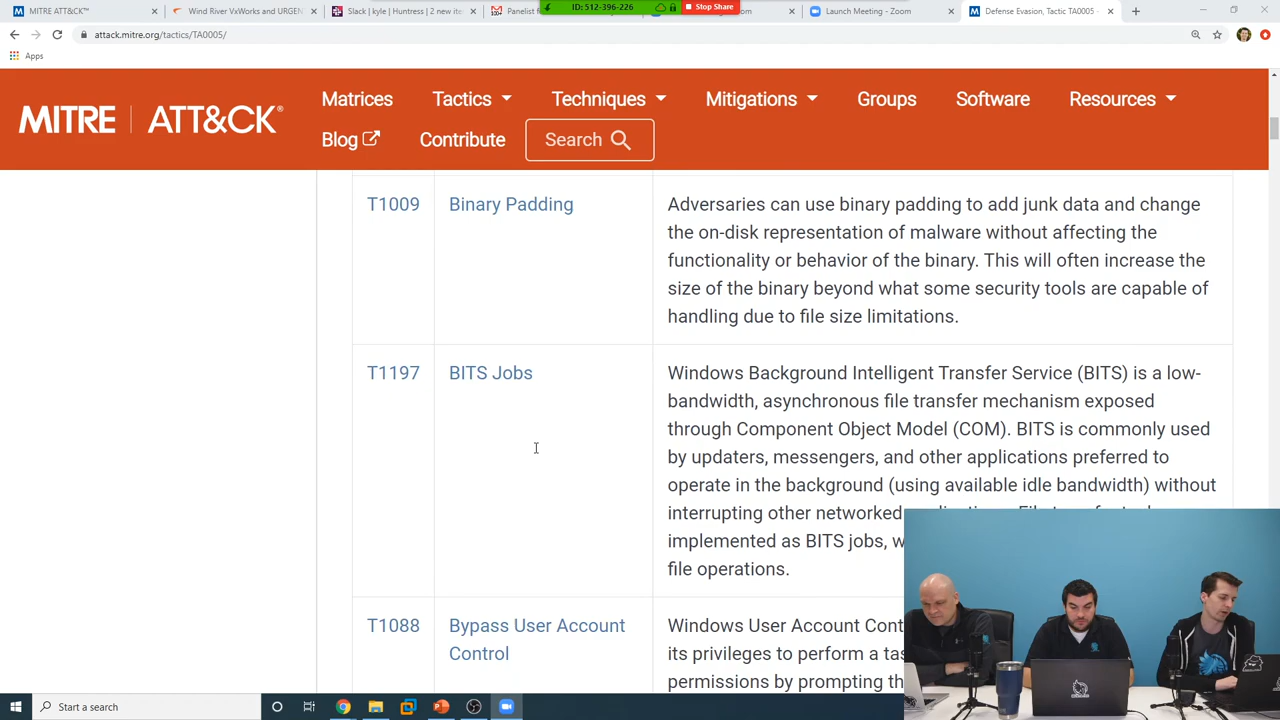 MITRE ATT&CK™
Wind River VxWorks and URGEN
Slack | kyle | Huntress | 2 new ite
Panelist f
ID: 512-396-226
Stop Share
Launch Meeting - Zoom
Defense Evasion, Tactic TA0005 -
attack.mitre.org/tactics/TA0005/
Apps
MITRE | ATT&CK®
Matrices
Tactics
Techniques
Mitigations
Groups
Software
Resources
Blog
Contribute
Search
T1009
Binary Padding
Adversaries can use binary padding to add junk data and change
the on-disk representation of malware without affecting the
functionality or behavior of the binary. This will often increase the
size of the binary beyond what some security tools are capable of
handling due to file size limitations.
T1197
BITS Jobs
Windows Background Intelligent Transfer Service (BITS) is a low-
bandwidth, asynchronous file transfer mechanism exposed
through Component Object Model (COM). BITS is commonly used
by updaters, messengers, and other applications preferred to
operate in the background (using available idle bandwidth) without
interrupting other networked
implemented as BITS jobs, w
file operations.
T1088
Bypass User Account
Control
Windows User Account Cont
its privileges to perform a tas
permissions by prompting the
Start a search